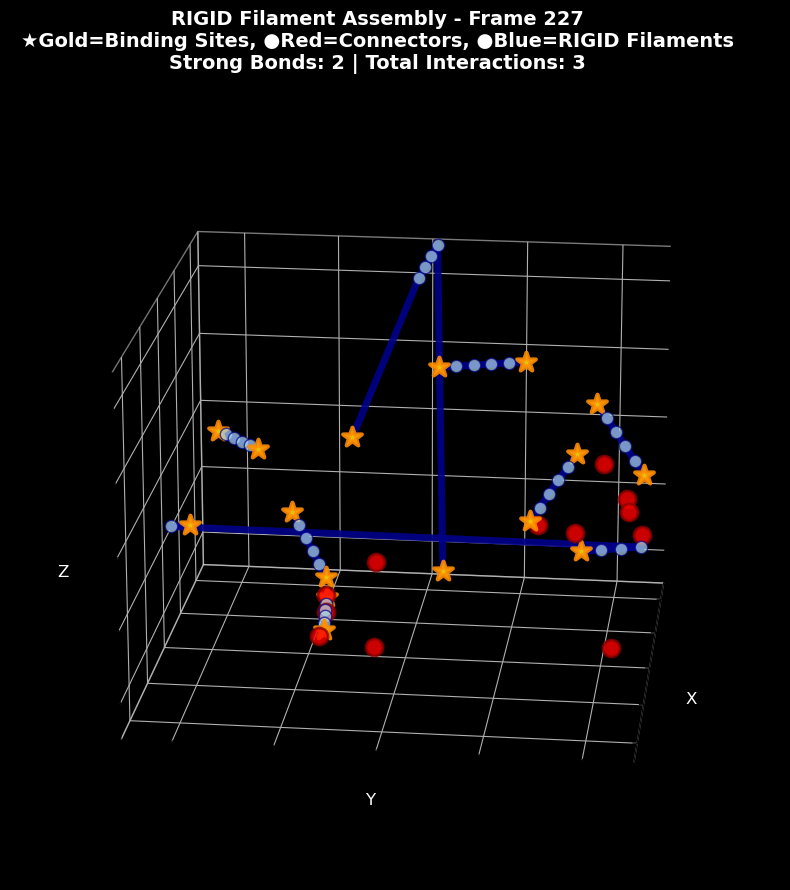 RIGID Filament Assembly - Frame 227
★Gold=Binding Sites, ●Red=Connectors, ●Blue=RIGID Filaments
Strong Bonds: 2 | Total Interactions: 3
Z
X
Y